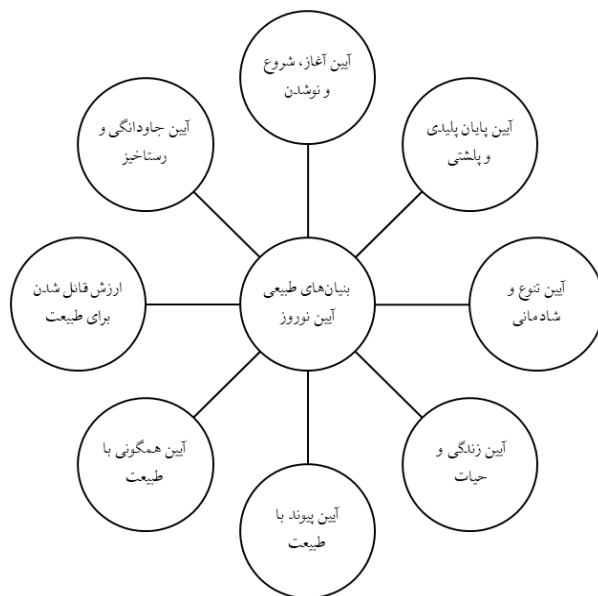 آیین آغاز، شروع
و نوشدن
آیین پایان پلیدی
و پلشتی
آیین تنوع و
شادمانی
آیین زندگی و
حیات
آیین پیوند با
طبیعت
آیین همگونی با
طبیعت
ارزش قائل شدن
برای طبیعت
آیین جاودانگی و
رستاخیز
بنیان‌های طبیعی
آیین نوروز